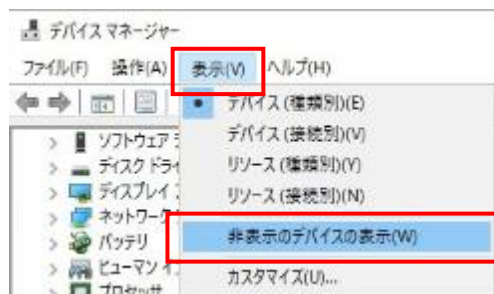 デバイス マネージャー
ファイル(F) 操作(A) 表示(V) ヘルプ(H)
デバイス (種類別)(E)
デバイス (接続別)(V)
リソース (種類別)(Y)
リソース (接続別)(N)
非表示のデバイスの表示(W)
カスタマイズ(U)...
ソフトウェア
ディスク ドライ
ディスプレイ
ネットワーク
バッテリ
ヒューマン イ
プロセッサ